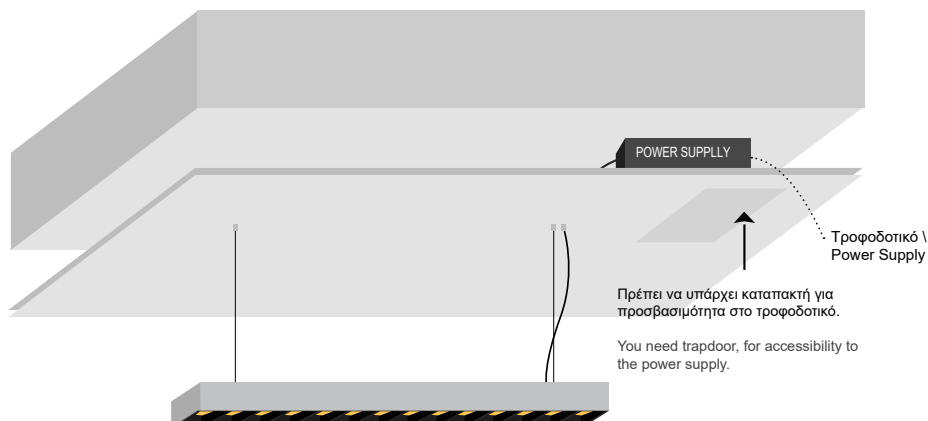 POWER SUPPLLY
Τροφοδοτικό \
Power Supply
Πρέπει να υπάρχει καταπακτή για
προσβασιμότητα στο τροφοδοτικό.
You need trapdoor, for accessibility to
the power supply.